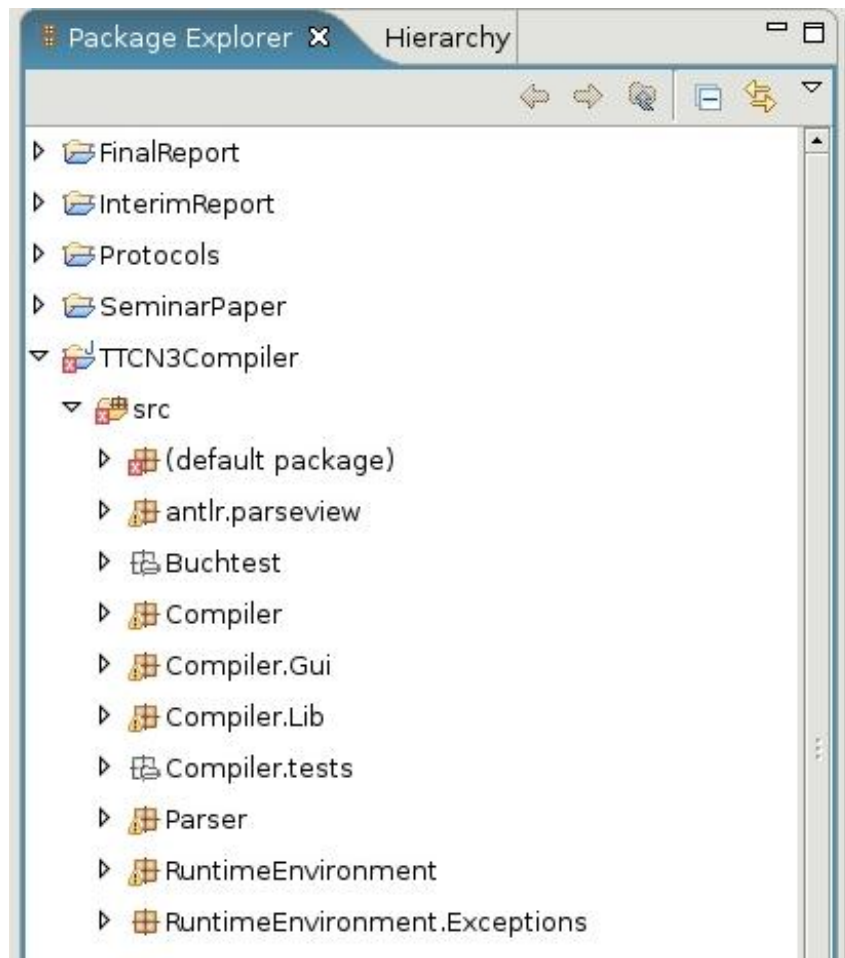 Package Explorer Hierarchy
FinalReport
InterimReport
Protocols
SeminarPaper
TTCN3Compiler
src
(default package)
antlr.parseview
Buchtest
Compiler
Compiler.Gui
Compiler.Lib
Compiler.tests
Parser
RuntimeEnvironment
RuntimeEnvironment.Exceptions